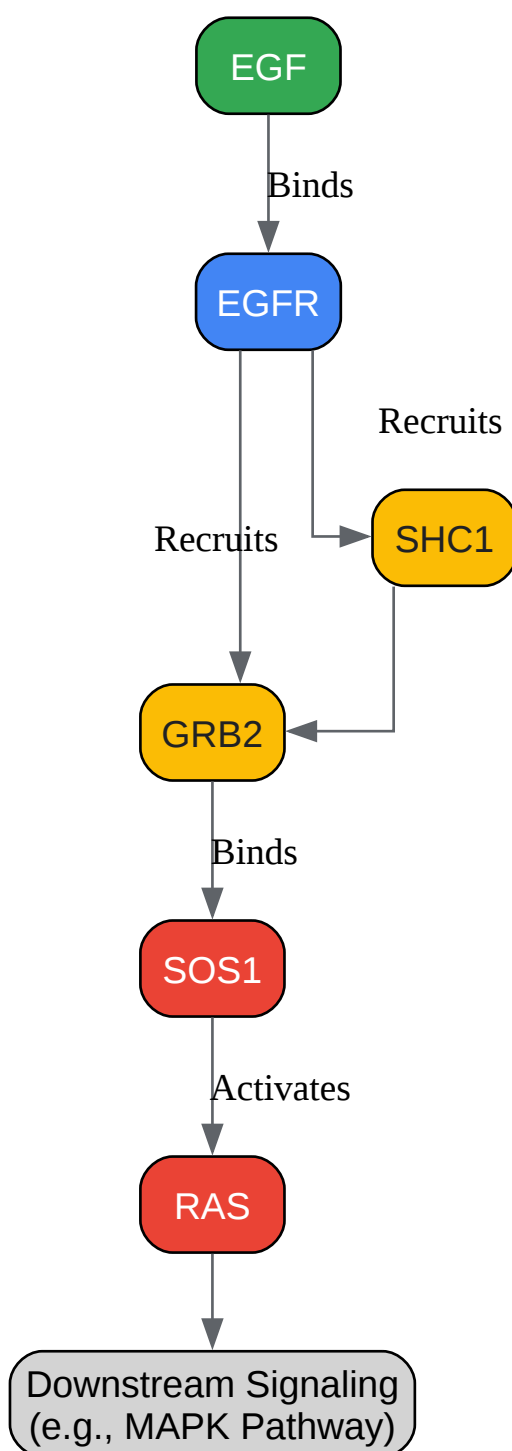 EGF
Binds
EGFR
Recruits
Recruits
SHC1
GRB2
Binds
SOS1
Activates
RAS
Downstream Signaling
(e.g., MAPK Pathway)